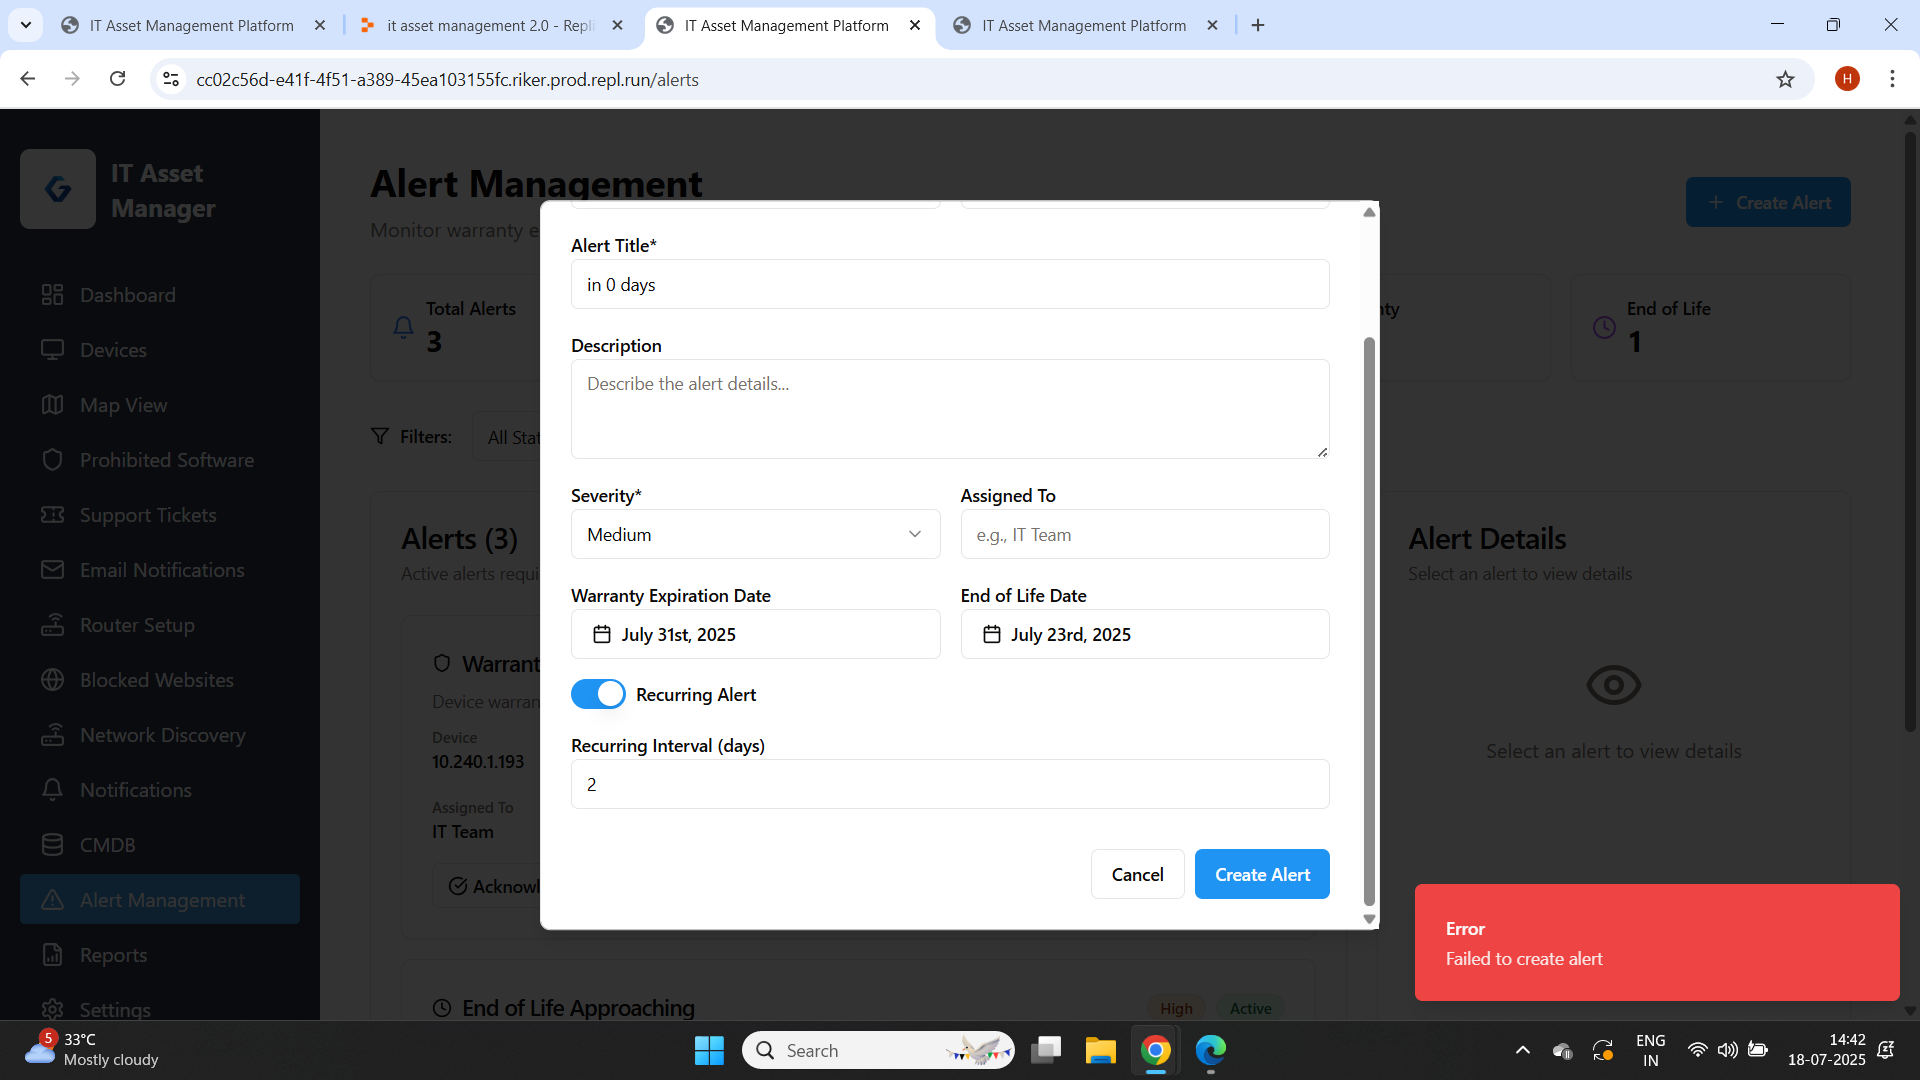 IT Asset Management Platform
it asset management 2.0 - Repli
IT Asset Management Platform
IT Asset Management Platform
cc02c56d-e41f-4f51-a389-45ea103155fc.riker.prod.repl.run/alerts
H
IT Asset
Manager
Dashboard
Devices
Map View
Prohibited Software
Support Tickets
Email Notifications
Router Setup
Blocked Websites
Network Discovery
Notifications
CMDB
Alert Management
Reports
Settings
Alert Management
Monitor warranty e
Create Alert
Total Alerts
3
nty
End of Life
1
Filters:
All Stat
Alerts (3)
Active alerts requi
Warrant
Device warran
Device
10.240.1.193
Assigned To
IT Team
Acknowl
End of Life Approaching
High
Active
Alert Details
Select an alert to view details
Select an alert to view details
Alert Title*
in 0 days
Description
Describe the alert details...
Severity*
Medium
Assigned To
e.g., IT Team
Warranty Expiration Date
July 31st, 2025
End of Life Date
July 23rd, 2025
Recurring Alert
Recurring Interval (days)
2
Cancel
Create Alert
Error
Failed to create alert
5
33°C
Mostly cloudy
Search
ENG
IN
14:42
18-07-2025